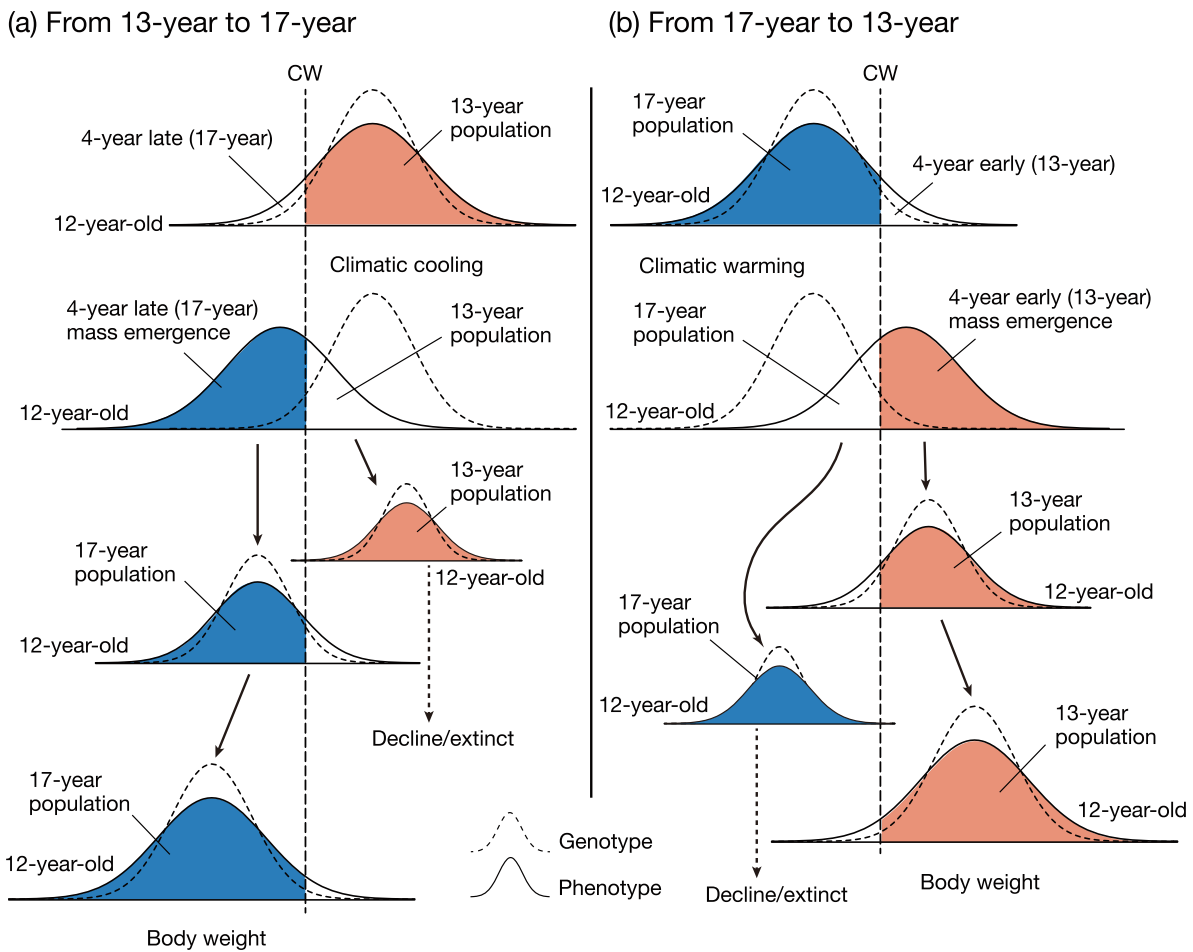 (a) From 13-year to 17-year
CW
4-year late (17-year)
13-year
population
12-year-old
Climatic cooling
4-year late (17-year)
mass emergence
13-year
population
12-year-old
13-year
population
12-year-old
17-year
population
12-year-old
Decline/extinct
17-year
population
12-year-old
Body weight
Genotype
Phenotype
(b) From 17-year to 13-year
CW
17-year
population
4-year early (13-year)
12-year-old
Climatic warming
17-year
population
4-year early (13-year)
mass emergence
12-year-old
13-year
population
12-year-old
17-year
population
12-year-old
13-year
population
12-year-old
Decline/extinct
Body weight